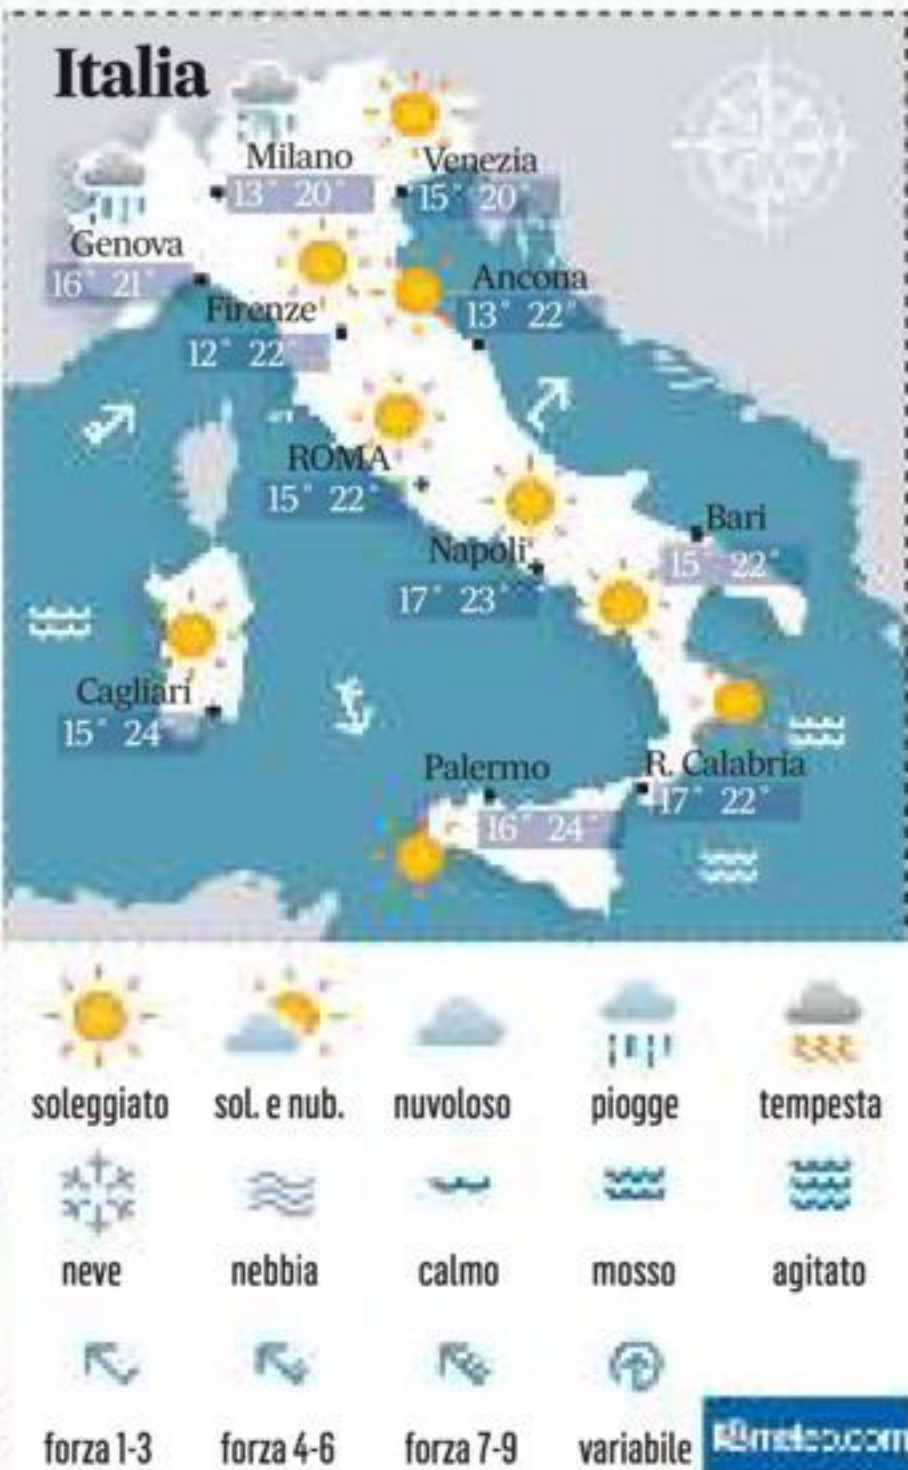 Italia
Milano
13° 20°
Venezia
15° 20°
Genova
16° 21°
Ancona
13° 22°
Firenze
12° 22°
ROMA
15° 22°
Bari
15° 22°
Napoli
17° 23°
Cagliari
15° 24°
Palermo
16° 24°
R. Calabria
17° 22°
soleggiato sol. e nub. nuvoloso piogge tempesta
neve nebbia calmo mosso agitato
forza 1-3 forza 4-6 forza 7-9 variabile